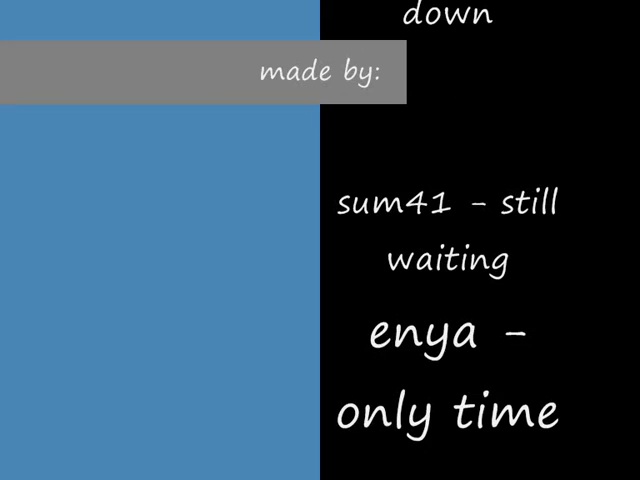 down
made by:
sum41 - still
waiting
enya -
only time